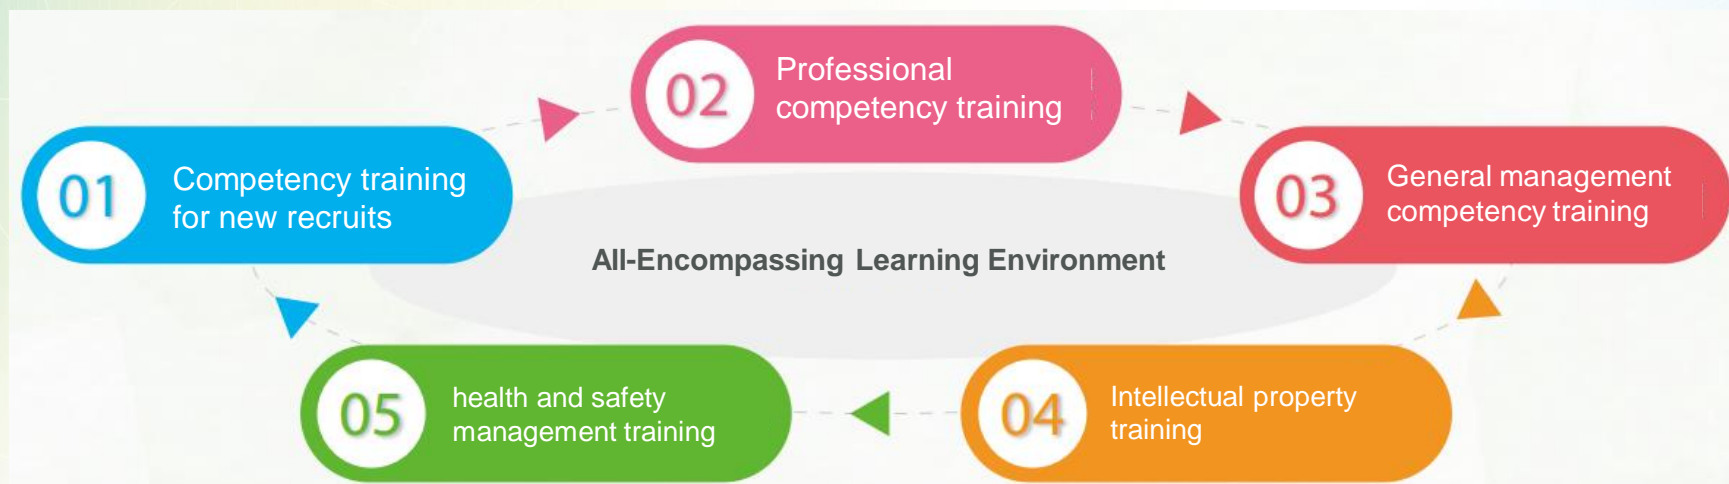 01
Competency training
for new recruits
02
Professional
competency training
03
General management
competency training
All-Encompassing Learning Environment
04
Intellectual property
training
05
health and safety
management training